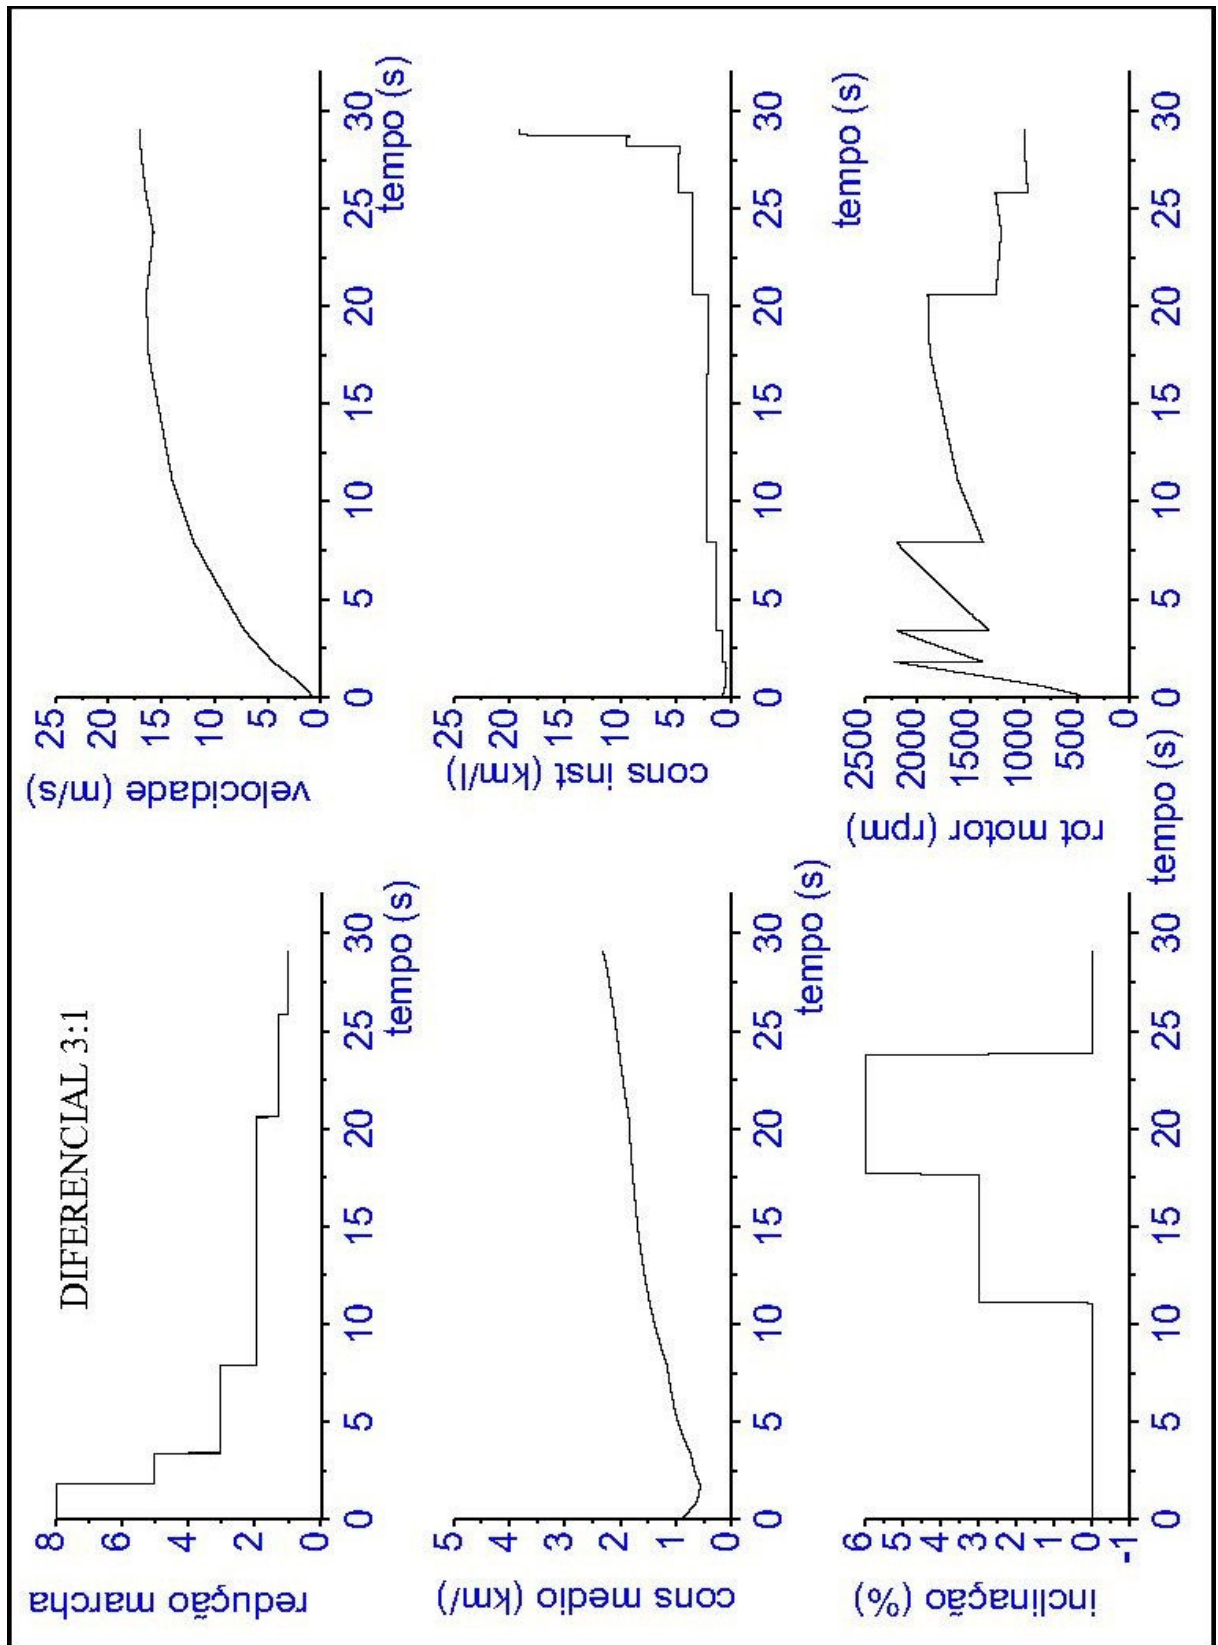 DIFERENCIAL 3:1
redução marcha
8
6
4
2
0
0 5 10 15 20 25 30
tempo (s)
velocidade (m/s)
25
20
15
10
5
0
0 5 10 15 20 25 30
tempo (s)
cons medio (km/)
5
4
3
2
1
0
0 5 10 15 20 25 30
tempo (s)
cons inst (km/l)
25
20
15
10
5
0
0 5 10 15 20 25 30
tempo (s)
inclinação (%)
6
5
4
3
2
1
0
-1
0 5 10 15 20 25 30
tempo (s)
rot motor (rpm)
2500
2000
1500
1000
500
0
0 5 10 15 20 25 30
tempo (s)